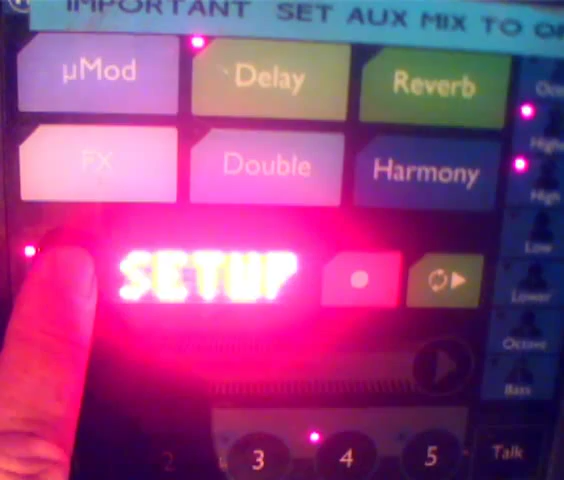 IMPORTANT SET AUX MIX TO
µMod Delay Reverb
FX Double Harmony
High
SETUP
Low
Lower
Octave
Bass
2 3 4 5 Talk